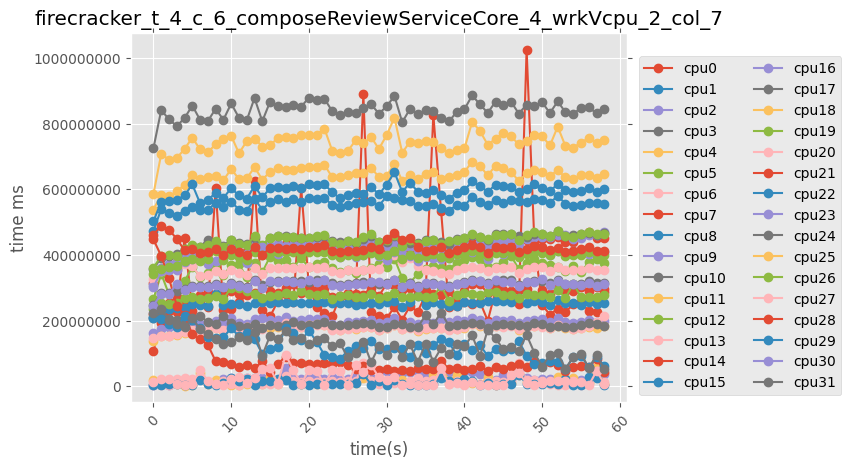 firecracker_t_4_c_6_composeReviewServiceCore_4_wrkVcpu_2_col_7
1000000000
800000000
600000000
400000000
200000000
0
time ms
0
10
20
30
40
50
60
time(s)
cpu0
cpu1
cpu2
cpu3
cpu4
cpu5
cpu6
cpu7
cpu8
cpu9
cpu10
cpu11
cpu12
cpu13
cpu14
cpu15
cpu16
cpu17
cpu18
cpu19
cpu20
cpu21
cpu22
cpu23
cpu24
cpu25
cpu26
cpu27
cpu28
cpu29
cpu30
cpu31